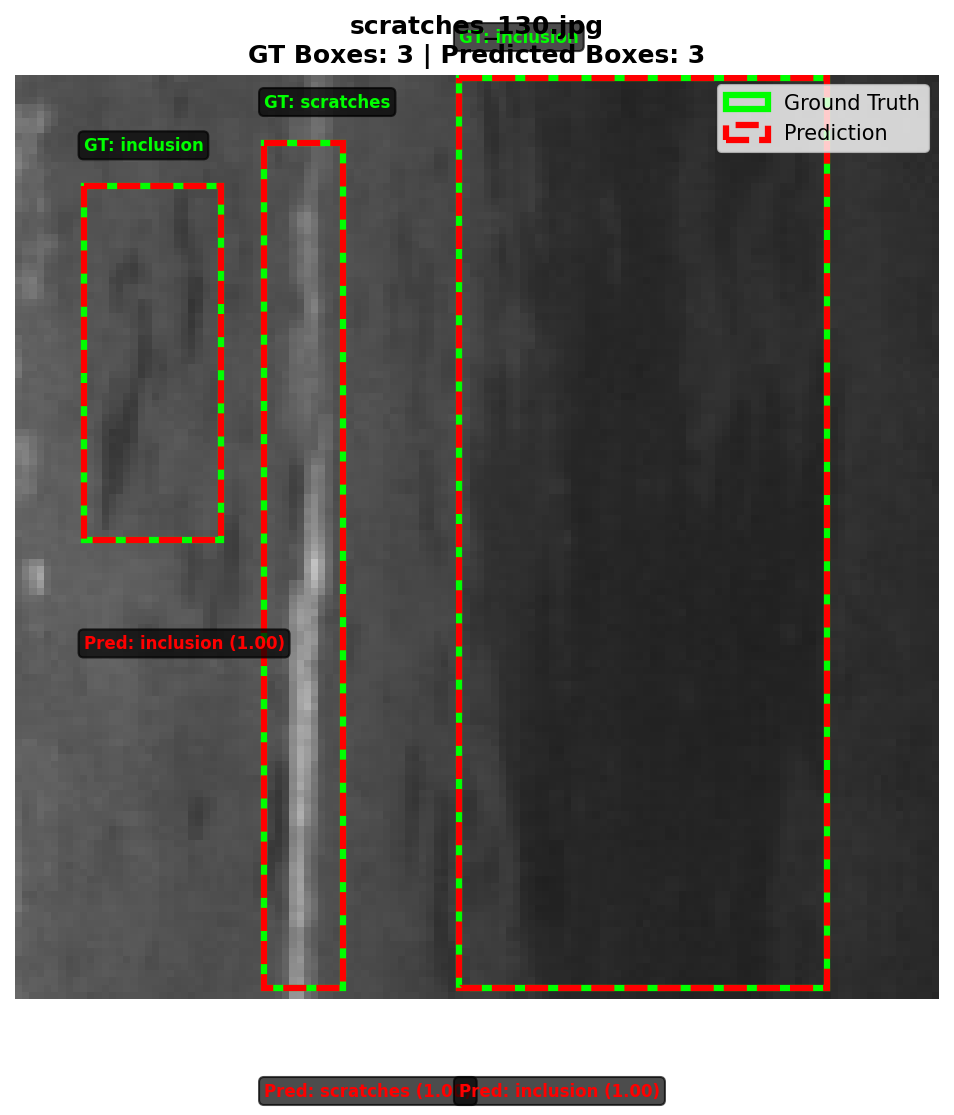 scratches_130.jpg
GT: inclusion
GT Boxes: 3 | Predicted Boxes: 3
GT: scratches
Ground Truth
Prediction
GT: inclusion
Pred: inclusion (1.00)
Pred: scratches (1.0
Pred: inclusion (1.00)